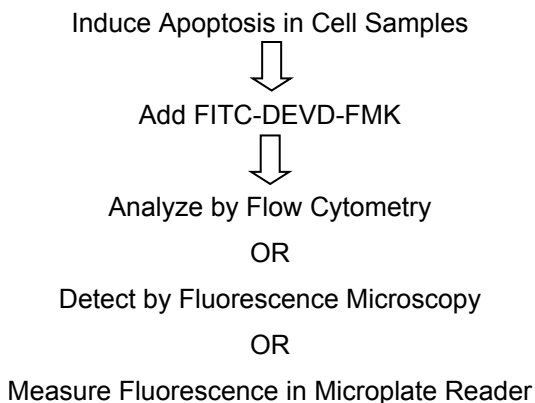 Induce Apoptosis in Cell Samples
Add FITC-DEVD-FMK
Analyze by Flow Cytometry
OR
Detect by Fluorescence Microscopy
OR
Measure Fluorescence in Microplate Reader